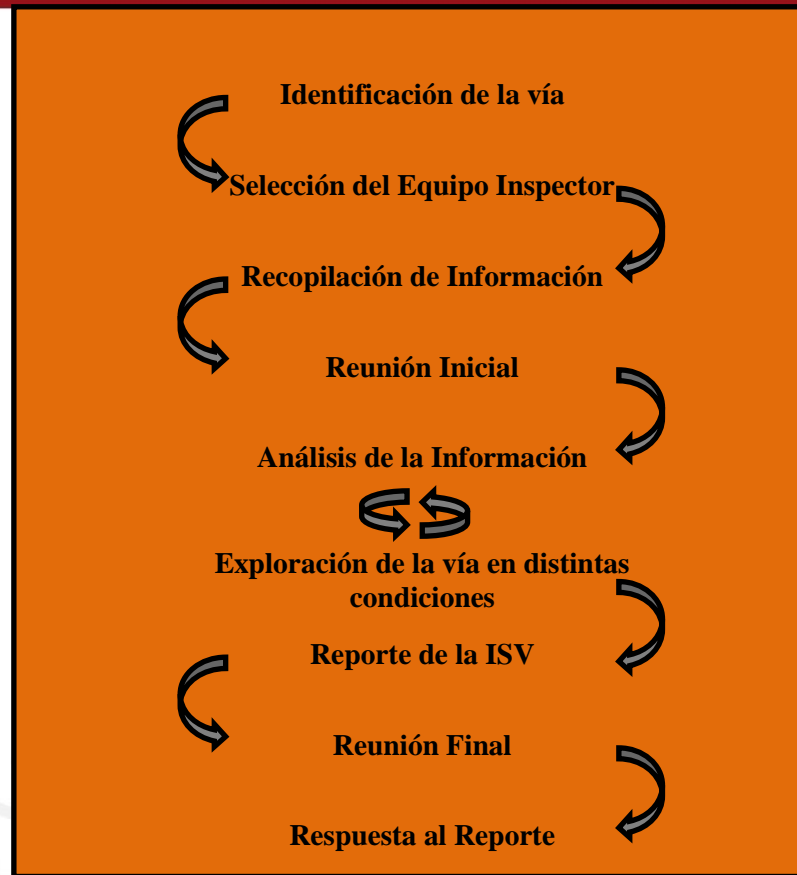 Identificación de la vía
Selección del Equipo Inspector
Recopilación de Información
Reunión Inicial
Análisis de la Información
Exploración de la vía en distintas
condiciones
Reporte de la ISV
Reunión Final
Respuesta al Reporte